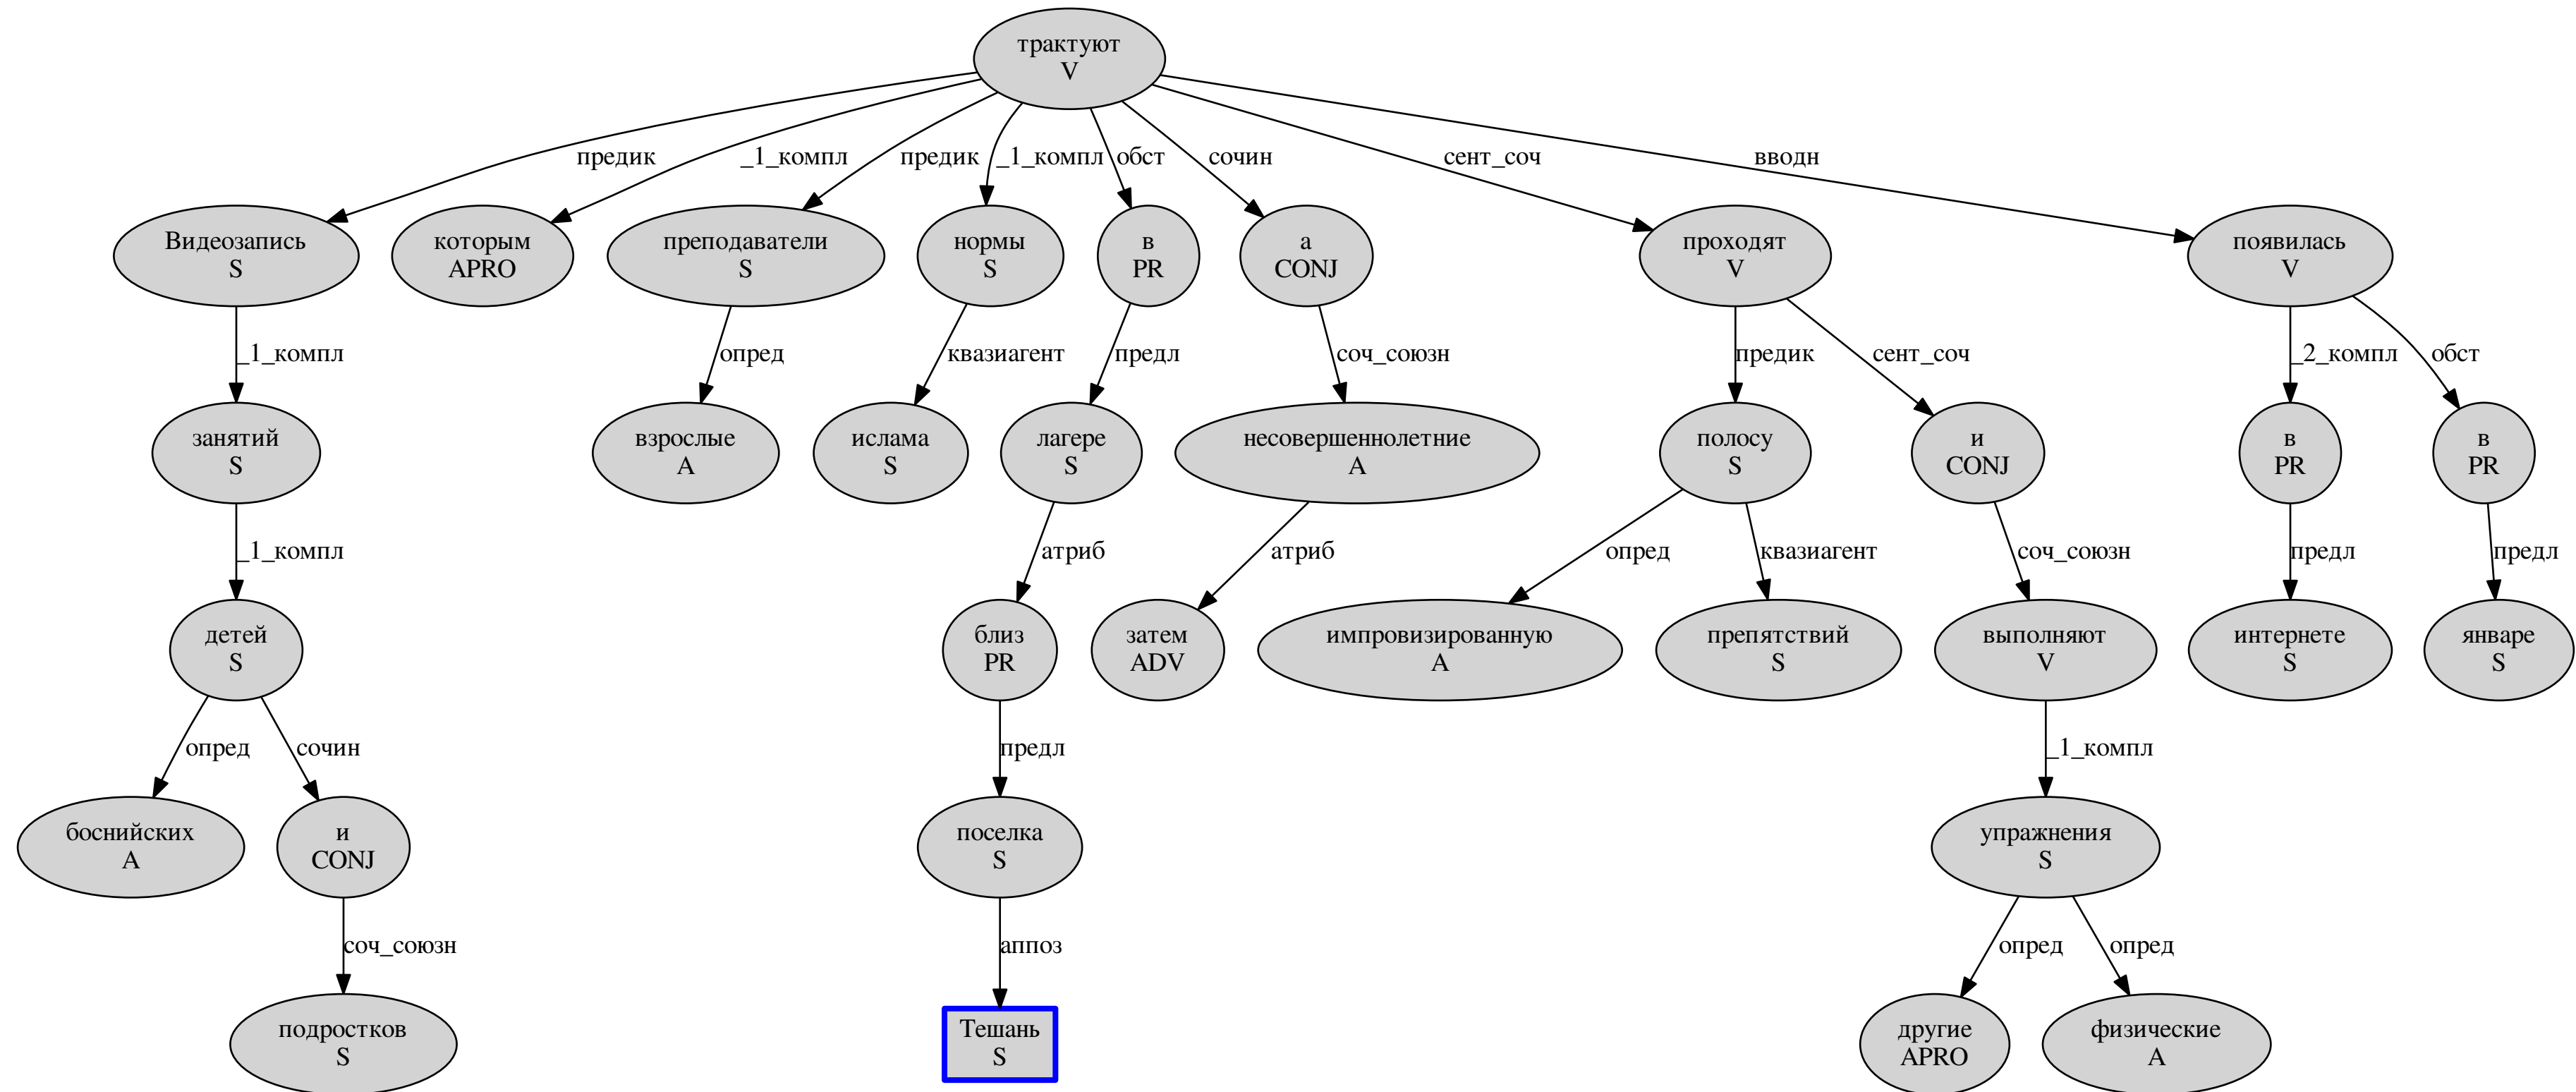 трактуют
V
предик
_1_компл
предик
_1_компл
обст
сочин
сент_соч
вводн
Видеозапись
S
которым
APRO
преподаватели
S
нормы
S
в
PR
а
CONJ
проходят
V
появилась
V
_1_компл
опред
квазиагент
предл
соч_союзн
предик
сент_соч
_2_компл
обст
занятий
S
взрослые
A
ислама
S
лагере
S
несовершеннолетние
A
полосу
S
и
CONJ
в
PR
в
PR
_1_компл
атриб
атриб
опред
квазиагент
соч_союзн
предл
предл
детей
S
близ
PR
затем
ADV
импровизированную
A
препятствий
S
выполняют
V
интернете
S
январе
S
опред
сочин
предл
_1_компл
боснийских
A
и
CONJ
поселка
S
упражнения
S
соч_союзн
аппоз
опред
опред
подростков
S
Тешань
S
другие
APRO
физические
A